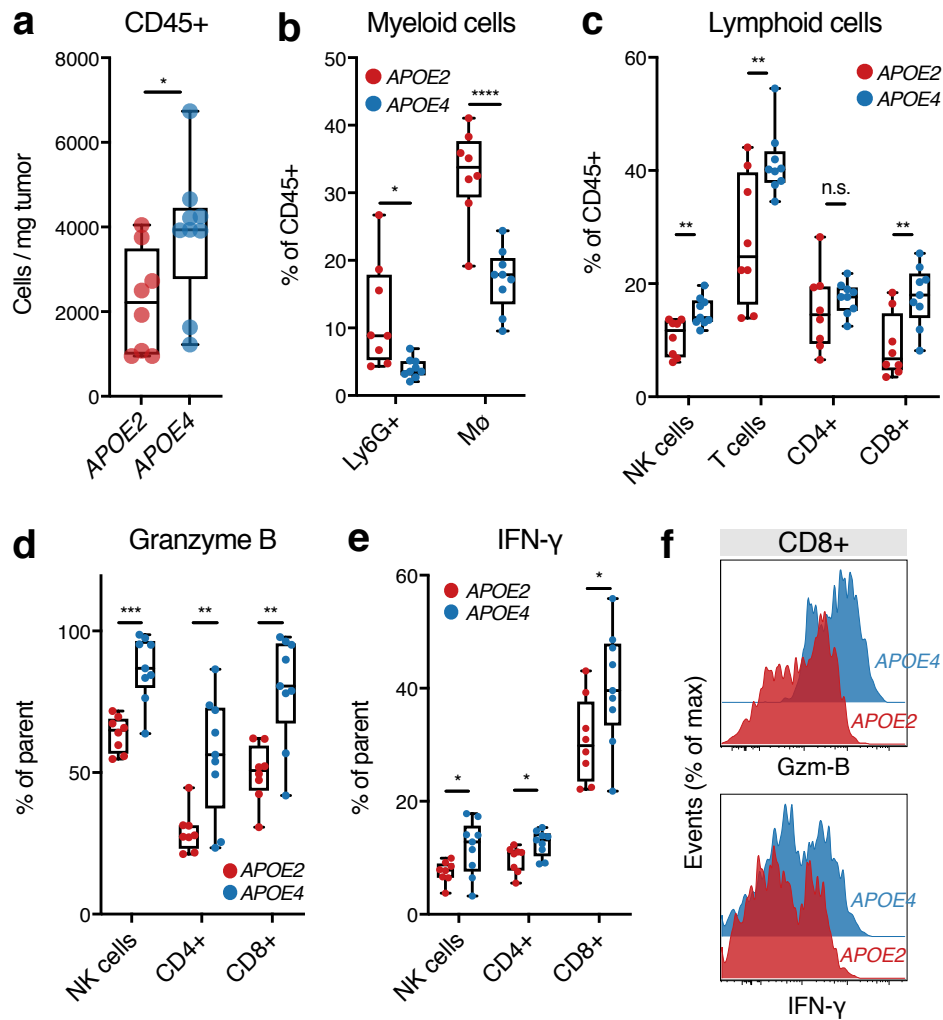 a
CD45+
Cells / mg tumor
8000
6000
4000
2000
0
*
APOE2
APOE4
b
Myeloid cells
% of CD45+
50
40
30
20
10
0
APOE2
APOE4
*
****
Ly6G+
Mø
c
Lymphoid cells
% of CD45+
60
40
20
0
APOE2
APOE4
**
**
n.s.
**
NK cells
T cells
CD4+
CD8+
d
Granzyme B
% of parent
100
50
0
***
**
**
APOE2
APOE4
NK cells
CD4+
CD8+
e
IFN-γ
% of parent
60
40
20
0
APOE2
APOE4
*
*
*
NK cells
CD4+
CD8+
f
CD8+
Events (% of max)
APOE4
APOE2
Gzm-B
APOE4
APOE2
IFN-γ